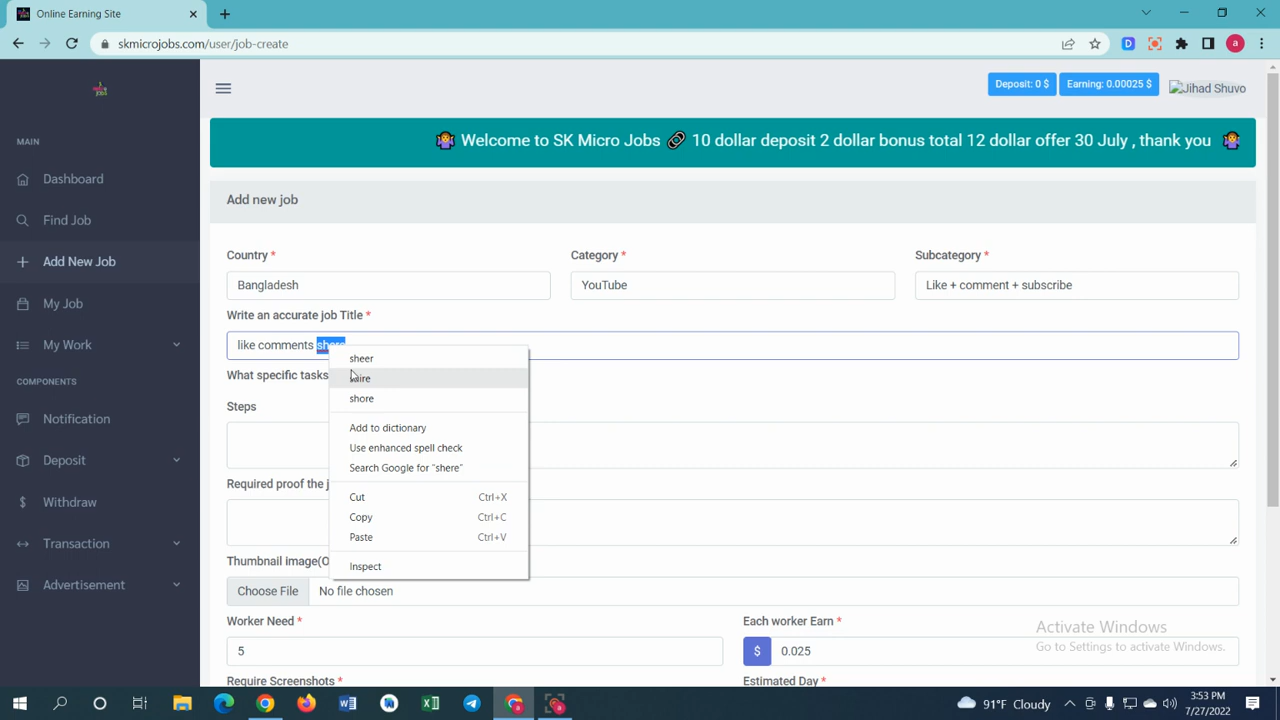 Online Earning Site
skmicrojobs.com/user/job-create
D
a
Deposit: 0 $
Earning: 0.00025 $
Jihad Shuvo
Welcome to SK Micro Jobs 10 dollar deposit 2 dollar bonus total 12 dollar offer 30 July , thank you
MAIN
Dashboard
Find Job
Add New Job
My Job
My Work
COMPONENTS
Notification
Deposit
Withdraw
Transaction
Advertisement
Add new job
Country *
Category *
Subcategory *
Bangladesh
YouTube
Like + comment + subscribe
Write an accurate job Title *
like comments shere
What specific tasks
Steps
Required proof the j
Thumbnail image(O
Choose File No file chosen
Worker Need *
Each worker Earn *
5
$ 0.025
Require Screenshots *
Estimated Day *
sheer
shire
shore
Add to dictionary
Use enhanced spell check
Search Google for “shere”
Cut Ctrl+X
Copy Ctrl+C
Paste Ctrl+V
Inspect
Activate Windows
Go to Settings to activate Windows.
91°F Cloudy
3:53 PM
7/27/2022